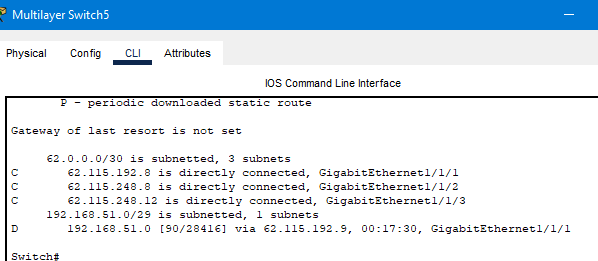 Multilayer Switch5
Physical Config CLI Attributes
IOS Command Line Interface
P - periodic downloaded static route
Gateway of last resort is not set
62.0.0.0/30 is subnetted, 3 subnets
C 62.115.192.8 is directly connected, GigabitEthernet1/1/1
C 62.115.248.8 is directly connected, GigabitEthernet1/1/2
C 62.115.248.12 is directly connected, GigabitEthernet1/1/3
192.168.51.0/29 is subnetted, 1 subnets
D 192.168.51.0 [90/28416] via 62.115.192.9, 00:17:30, GigabitEthernet1/1/1
Switch#